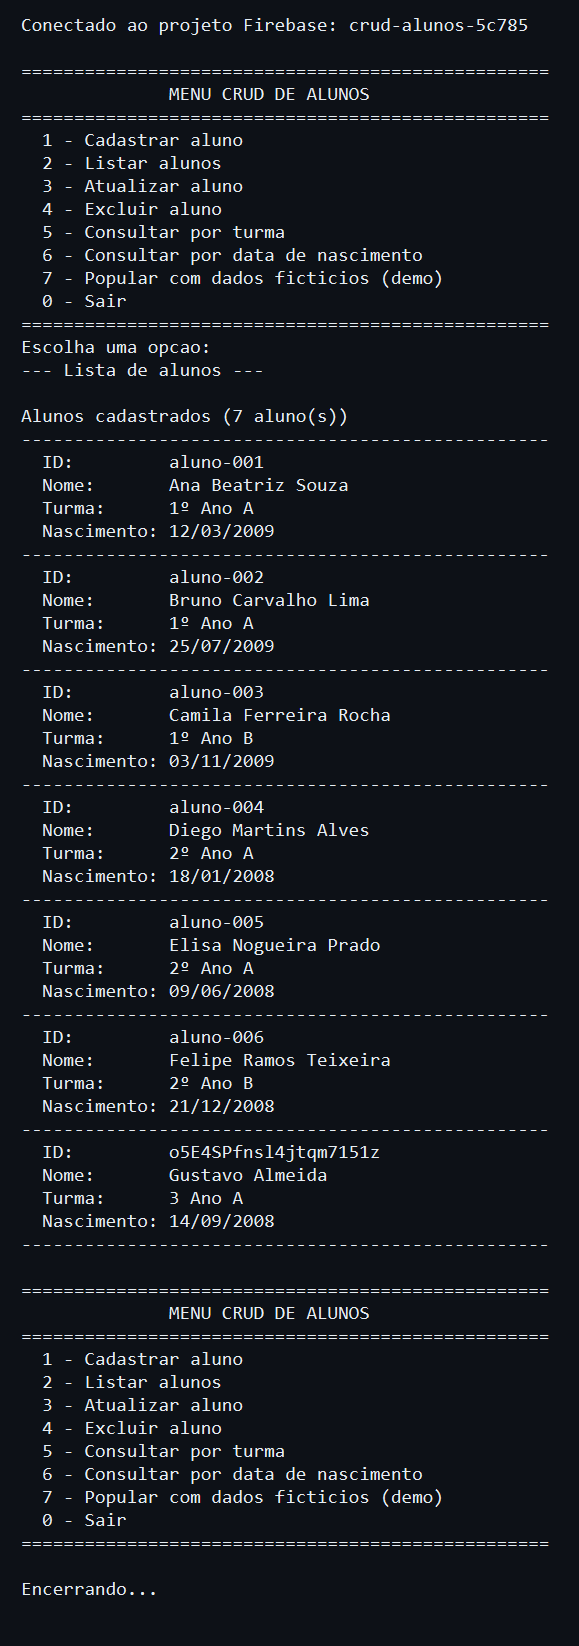 Conectado ao projeto Firebase: crud-alunos-5c785
==================================================
MENU CRUD DE ALUNOS
==================================================
1 - Cadastrar aluno
2 - Listar alunos
3 - Atualizar aluno
4 - Excluir aluno
5 - Consultar por turma
6 - Consultar por data de nascimento
7 - Popular com dados ficticios (demo)
0 - Sair
==================================================
Escolha uma opcao:
--- Lista de alunos ---
Alunos cadastrados (7 aluno(s))
--------------------------------------------------
ID: aluno-001
Nome: Ana Beatriz Souza
Turma: 1º Ano A
Nascimento: 12/03/2009
--------------------------------------------------
ID: aluno-002
Nome: Bruno Carvalho Lima
Turma: 1º Ano A
Nascimento: 25/07/2009
--------------------------------------------------
ID: aluno-003
Nome: Camila Ferreira Rocha
Turma: 1º Ano B
Nascimento: 03/11/2009
--------------------------------------------------
ID: aluno-004
Nome: Diego Martins Alves
Turma: 2º Ano A
Nascimento: 18/01/2008
--------------------------------------------------
ID: aluno-005
Nome: Elisa Nogueira Prado
Turma: 2º Ano A
Nascimento: 09/06/2008
--------------------------------------------------
ID: aluno-006
Nome: Felipe Ramos Teixeira
Turma: 2º Ano B
Nascimento: 21/12/2008
--------------------------------------------------
ID: o5E4SPfnsl4jtqm7151z
Nome: Gustavo Almeida
Turma: 3 Ano A
Nascimento: 14/09/2008
--------------------------------------------------
==================================================
MENU CRUD DE ALUNOS
==================================================
1 - Cadastrar aluno
2 - Listar alunos
3 - Atualizar aluno
4 - Excluir aluno
5 - Consultar por turma
6 - Consultar por data de nascimento
7 - Popular com dados ficticios (demo)
0 - Sair
==================================================
Encerrando...